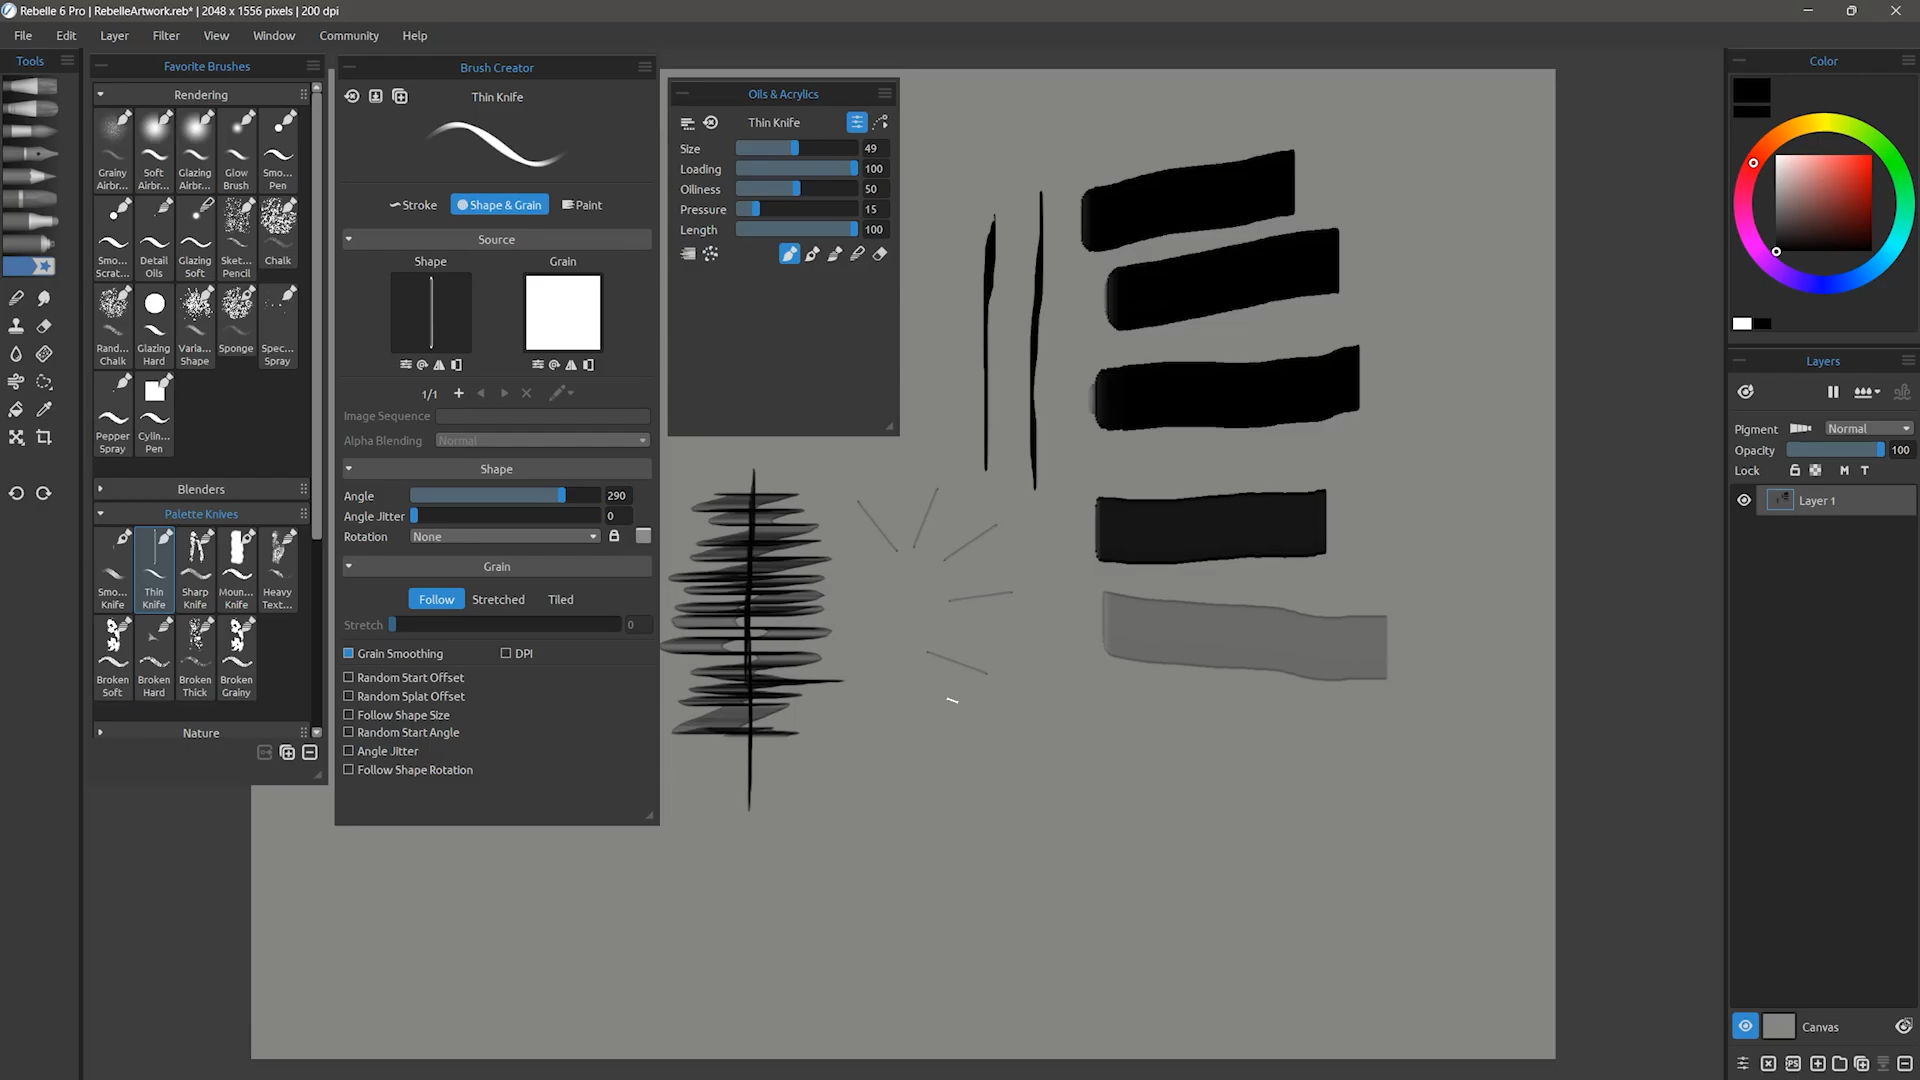 Rebelle 6 Pro | RebelleArtwork.reb* | 2048 x 1556 pixels | 200 dpi
File Edit Layer Filter View Window Community Help
Tools
Favorite Brushes
Rendering
Grainy Airbr...
Soft Airbr...
Glazing Airbr...
Glow Brush
Smo... Pen
Smo... Scrat...
Detail Oils
Glazing Soft
Sket... Pencil
Chalk
Rand... Chalk
Glazing Hard
Varia... Shape
Sponge
Spec... Spray
Pepper Spray
Cylin... Pen
Blenders
Palette Knives
Smo... Knife
Thin Knife
Sharp Knife
Moun... Knife
Heavy Text...
Broken Soft
Broken Hard
Broken Thick
Broken Grainy
Nature
Brush Creator
Thin Knife
Stroke Shape & Grain Paint
Source
Shape Grain
1/1
Image Sequence
Alpha Blending Normal
Shape
Angle 290
Angle Jitter 0
Rotation None
Grain
Follow Stretched Tiled
Stretch 0
Grain Smoothing DPI
Random Start Offset
Random Splat Offset
Follow Shape Size
Random Start Angle
Angle Jitter
Follow Shape Rotation
Oils & Acrylics
Thin Knife
Size 49
Loading 100
Oiliness 50
Pressure 15
Length 100
Color
Layers
Pigment Normal
Opacity 100
Lock M T
Layer 1
Canvas
PS